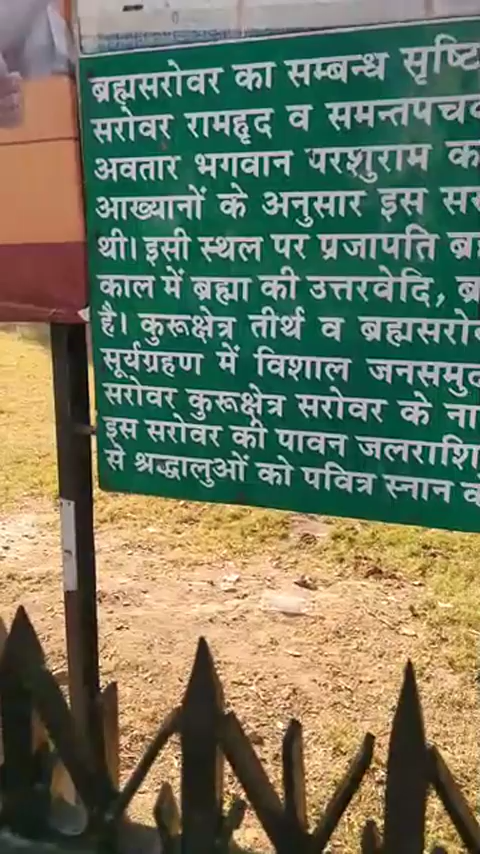 ब्रह्मसरोवर का सम्बन्ध सृष्टि
सरोवर रामहृद व समन्तपचक
अवतार भगवान परशुराम क
आख्यानों के अनुसार इस सर
थी। इसी स्थल पर प्रजापति ब्र
काल में ब्रह्मा की उत्तरवेदि, ब्र
है। कुरूक्षेत्र तीर्थ व ब्रह्मसरो
सूर्यग्रहण में विशाल जनसमुद
सरोवर कुरूक्षेत्र सरोवर के ना
इस सरोवर की पावन जलराशि
से श्रद्धालुओं को पवित्र स्नान क